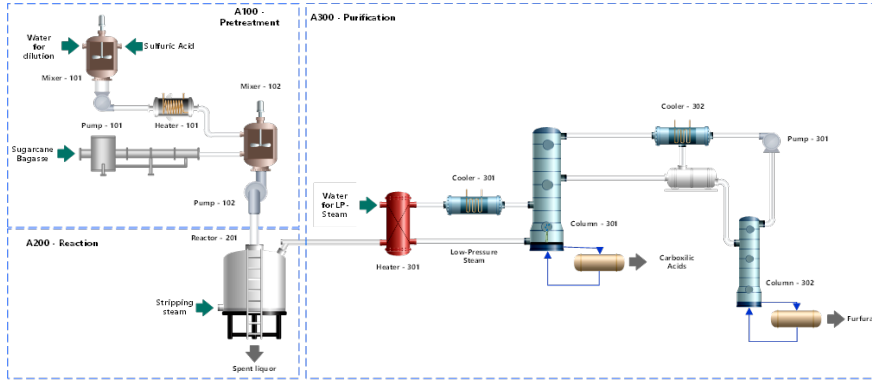 A100 -
Pretreatment
Water
for
dilution
Sulfuric Acid
Mixer - 101
Mixer - 102
Pump - 101
Heater - 101
Sugarcane
Bagasse
Pump - 102
A200 - Reaction
Reactor - 201
Stripping
steam
Spent liquor
A300 - Purification
Cooler - 302
Pump - 301
Cooler - 301
Water
for LP-
Steam
Column - 301
Heater - 301
Low-Pressure
Steam
Carboxilic
Acids
Column - 302
Furfura